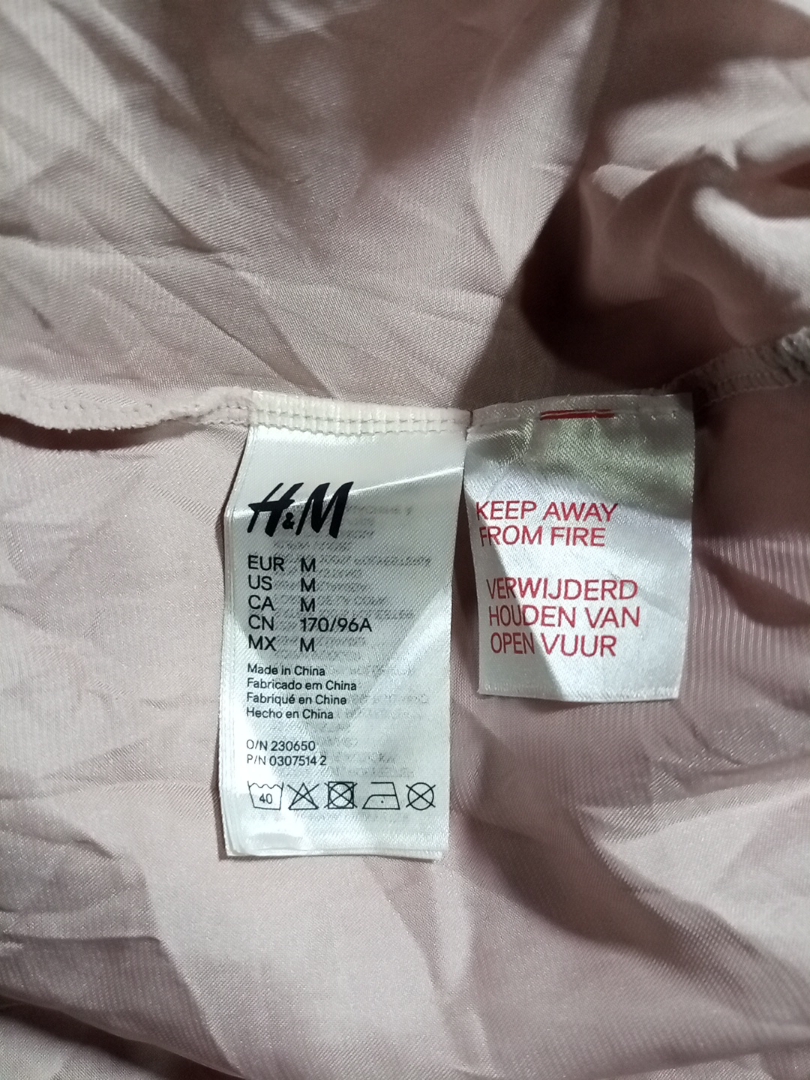 H&M
EUR M
US M
CA M
CN 170/96A
MX M
Made in China
Fabricado em China
Fabriqué en Chine
Hecho en China
O/N 230650
P/N 0307514 2
40
KEEP AWAY
FROM FIRE
VERWIJDERD
HOUDEN VAN
OPEN VUUR